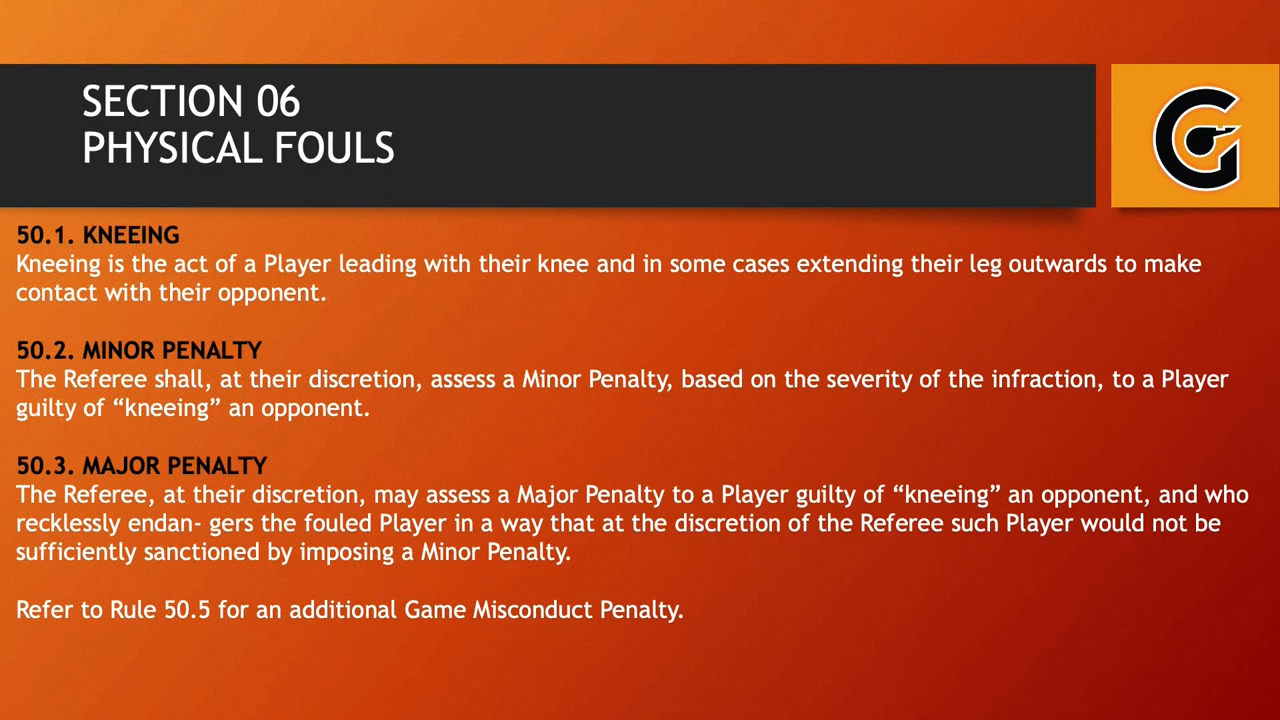 SECTION 06
PHYSICAL FOULS
50.1. KNEEING
Kneeing is the act of a Player leading with their knee and in some cases extending their leg outwards to make
contact with their opponent.
50.2. MINOR PENALTY
The Referee shall, at their discretion, assess a Minor Penalty, based on the severity of the infraction, to a Player
guilty of “kneeing” an opponent.
50.3. MAJOR PENALTY
The Referee, at their discretion, may assess a Major Penalty to a Player guilty of “kneeing” an opponent, and who
recklessly endan- gers the fouled Player in a way that at the discretion of the Referee such Player would not be
sufficiently sanctioned by imposing a Minor Penalty.
Refer to Rule 50.5 for an additional Game Misconduct Penalty.
G